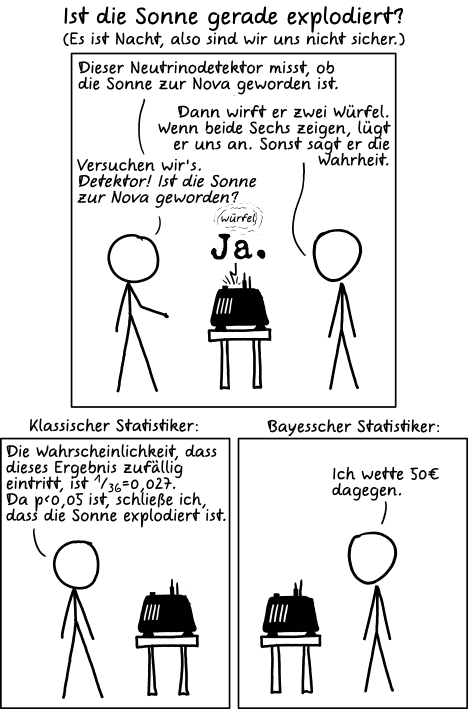 Ist die Sonne gerade explodiert?
(Es ist Nacht, also sind wir uns nicht sicher.)
Dieser Neutrinodetektor misst, ob
die Sonne zur Nova geworden ist.
Dann wirft er zwei Würfel.
Wenn beide Sechs zeigen, lügt
er uns an. Sonst sagt er die
Wahrheit.
Versuchen wir's.
Detektor! Ist die Sonne
zur Nova geworden?
würfel
Ja.
Klassischer Statistiker:
Die Wahrscheinlichkeit, dass
dieses Ergebnis zufällig
eintritt, ist 1/36=0,027.
Da p<0,05 ist, schließe ich,
dass die Sonne explodiert ist.
Bayesscher Statistiker:
Ich wette 50€
dagegen.